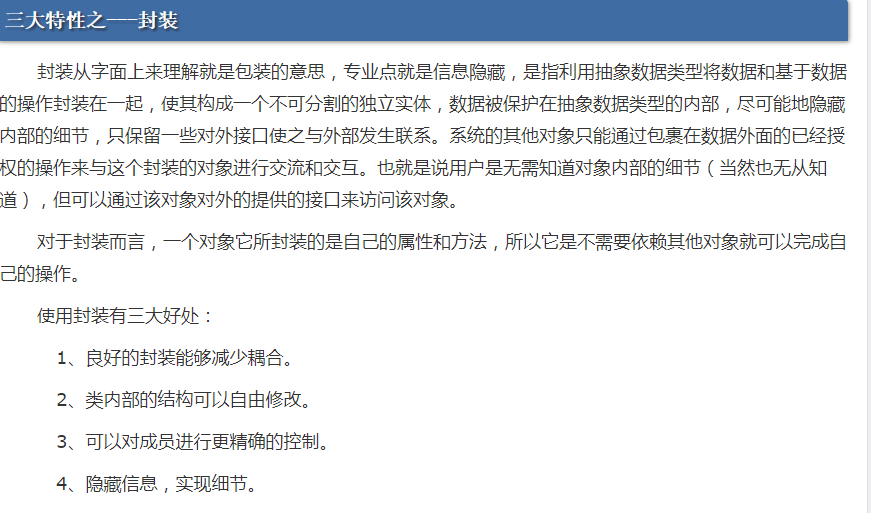 三大特性之---封装
封装从字面上来理解就是包装的意思，专业点就是信息隐藏，是指利用抽象数据类型将数据和基于数据
的操作封装在一起，使其构成一个不可分割的独立实体，数据被保护在抽象数据类型的内部，尽可能地隐藏
内部的细节，只保留一些对外接口使之与外部发生联系。系统的其他对象只能通过包裹在数据外面的已经授
权的操作来与这个封装的对象进行交流和交互。也就是说用户是无需知道对象内部的细节（当然也无从知
道），但可以通过该对象对外的提供的接口来访问该对象。
对于封装而言，一个对象它所封装的是自己的属性和方法，所以它是不需要依赖其他对象就可以完成自
己的操作。
使用封装有三大好处：
1、良好的封装能够减少耦合。
2、类内部的结构可以自由修改。
3、可以对成员进行更精确的控制。
4、隐藏信息，实现细节。